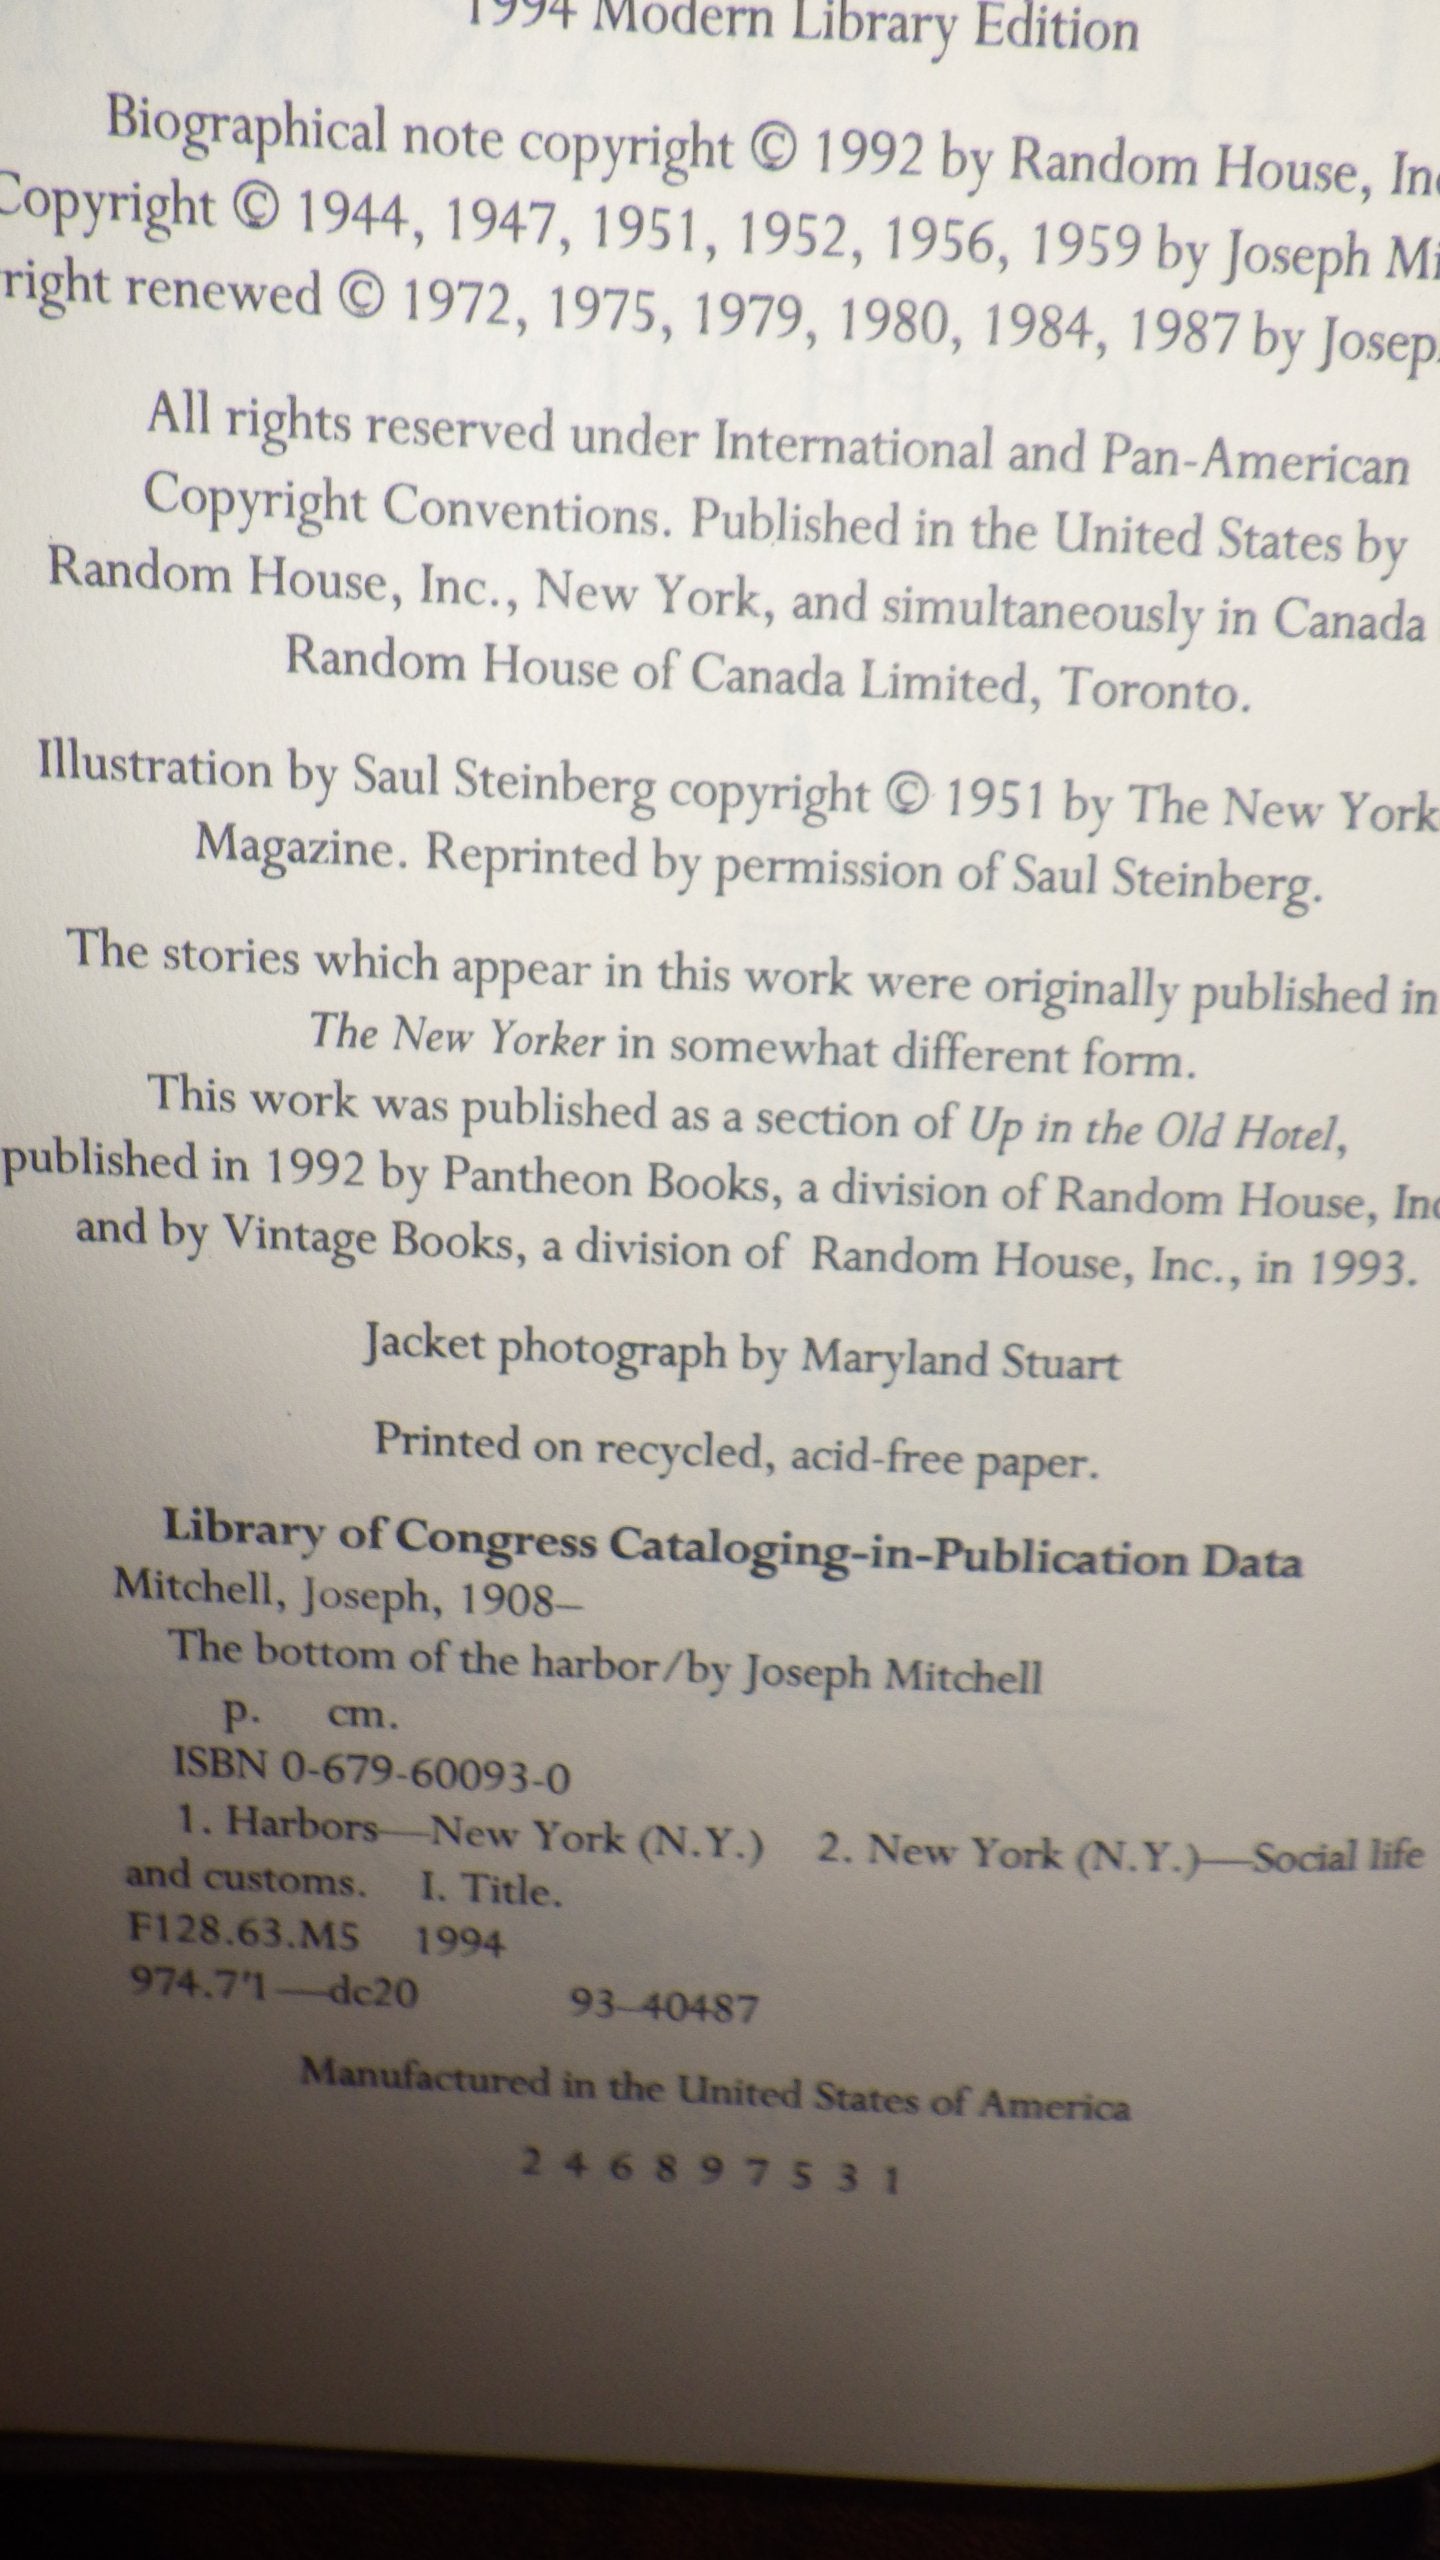 1994 Modern Library Edition
Biographical note copyright © 1992 by Random House, Inc
Copyright © 1944, 1947, 1951, 1952, 1956, 1959 by Joseph Mi
right renewed © 1972, 1975, 1979, 1980, 1984, 1987 by Josep
All rights reserved under International and Pan-American
Copyright Conventions. Published in the United States by
Random House, Inc., New York, and simultaneously in Canada
Random House of Canada Limited, Toronto.
Illustration by Saul Steinberg copyright © 1951 by The New York
Magazine. Reprinted by permission of Saul Steinberg.
The stories which appear in this work were originally published in
The New Yorker in somewhat different form.
This work was published as a section of Up in the Old Hotel,
published in 1992 by Pantheon Books, a division of Random House, Inc
and by Vintage Books, a division of Random House, Inc., in 1993.
Jacket photograph by Maryland Stuart
Printed on recycled, acid-free paper.
Library of Congress Cataloging-in-Publication Data
Mitchell, Joseph, 1908–
The bottom of the harbor/by Joseph Mitchell
p. cm.
ISBN 0-679-60093-0
1. Harbors—New York (N.Y.) 2. New York (N.Y.)—Social life
and customs. I. Title.
F128.63.M5 1994
974.7'1—dc20 93-40487
Manufactured in the United States of America
2 4 6 8 9 7 5 3 1